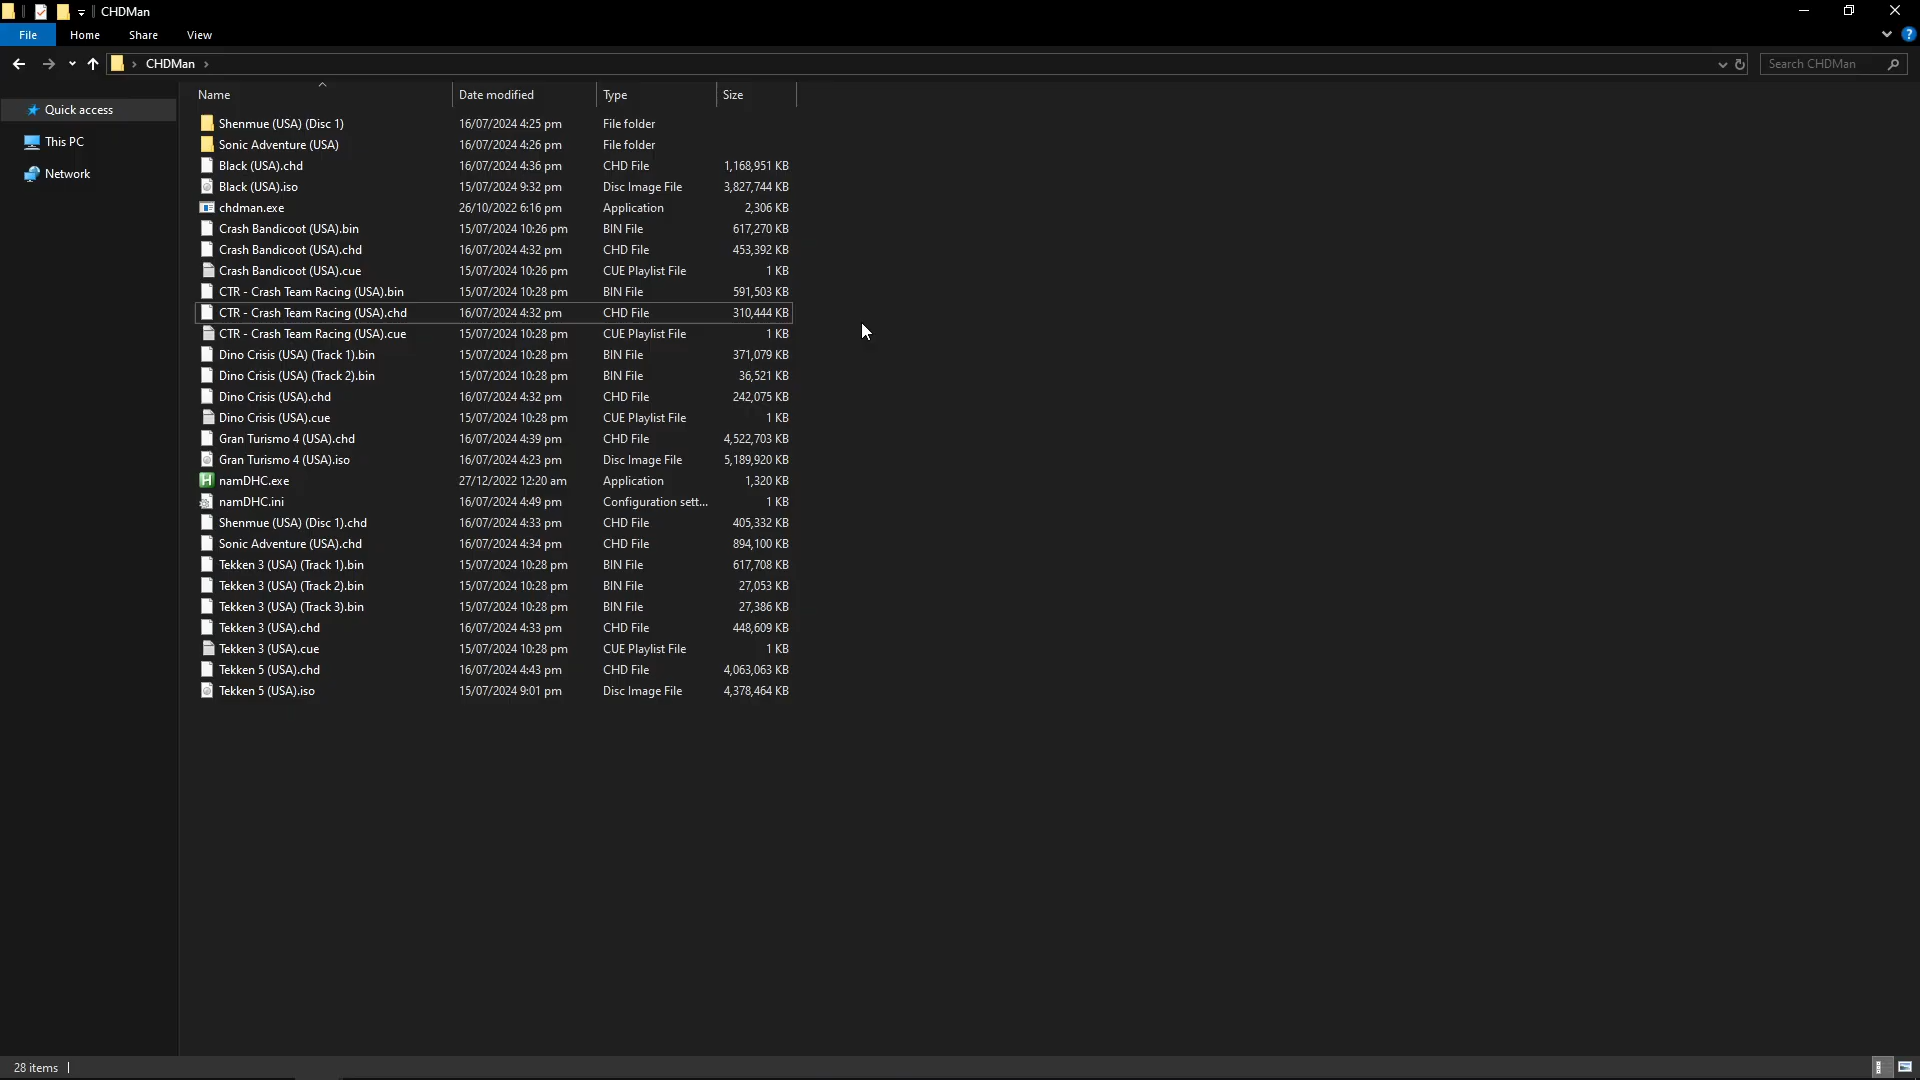 CHDMan
File Home Share View
CHDMan
Search CHDMan
Quick access
This PC
Network
Name Date modified Type Size
Shenmue (USA) (Disc 1) 16/07/2024 4:25 pm File folder
Sonic Adventure (USA) 16/07/2024 4:26 pm File folder
Black (USA).chd 16/07/2024 4:36 pm CHD File 1,168,951 KB
Black (USA).iso 15/07/2024 9:32 pm Disc Image File 3,827,744 KB
chdman.exe 26/10/2022 6:16 pm Application 2,306 KB
Crash Bandicoot (USA).bin 15/07/2024 10:26 pm BIN File 617,270 KB
Crash Bandicoot (USA).chd 16/07/2024 4:32 pm CHD File 453,392 KB
Crash Bandicoot (USA).cue 15/07/2024 10:26 pm CUE Playlist File 1 KB
CTR - Crash Team Racing (USA).bin 15/07/2024 10:28 pm BIN File 591,503 KB
CTR - Crash Team Racing (USA).chd 16/07/2024 4:32 pm CHD File 310,444 KB
CTR - Crash Team Racing (USA).cue 15/07/2024 10:28 pm CUE Playlist File 1 KB
Dino Crisis (USA) (Track 1).bin 15/07/2024 10:28 pm BIN File 371,079 KB
Dino Crisis (USA) (Track 2).bin 15/07/2024 10:28 pm BIN File 36,521 KB
Dino Crisis (USA).chd 16/07/2024 4:32 pm CHD File 242,075 KB
Dino Crisis (USA).cue 15/07/2024 10:28 pm CUE Playlist File 1 KB
Gran Turismo 4 (USA).chd 16/07/2024 4:39 pm CHD File 4,522,703 KB
Gran Turismo 4 (USA).iso 16/07/2024 4:23 pm Disc Image File 5,189,920 KB
namDHC.exe 27/12/2022 12:20 am Application 1,320 KB
namDHC.ini 16/07/2024 4:49 pm Configuration sett... 1 KB
Shenmue (USA) (Disc 1).chd 16/07/2024 4:33 pm CHD File 405,332 KB
Sonic Adventure (USA).chd 16/07/2024 4:34 pm CHD File 894,100 KB
Tekken 3 (USA) (Track 1).bin 15/07/2024 10:28 pm BIN File 617,708 KB
Tekken 3 (USA) (Track 2).bin 15/07/2024 10:28 pm BIN File 27,053 KB
Tekken 3 (USA) (Track 3).bin 15/07/2024 10:28 pm BIN File 27,386 KB
Tekken 3 (USA).chd 16/07/2024 4:33 pm CHD File 448,609 KB
Tekken 3 (USA).cue 15/07/2024 10:28 pm CUE Playlist File 1 KB
Tekken 5 (USA).chd 16/07/2024 4:43 pm CHD File 4,063,063 KB
Tekken 5 (USA).iso 15/07/2024 9:01 pm Disc Image File 4,378,464 KB
28 items